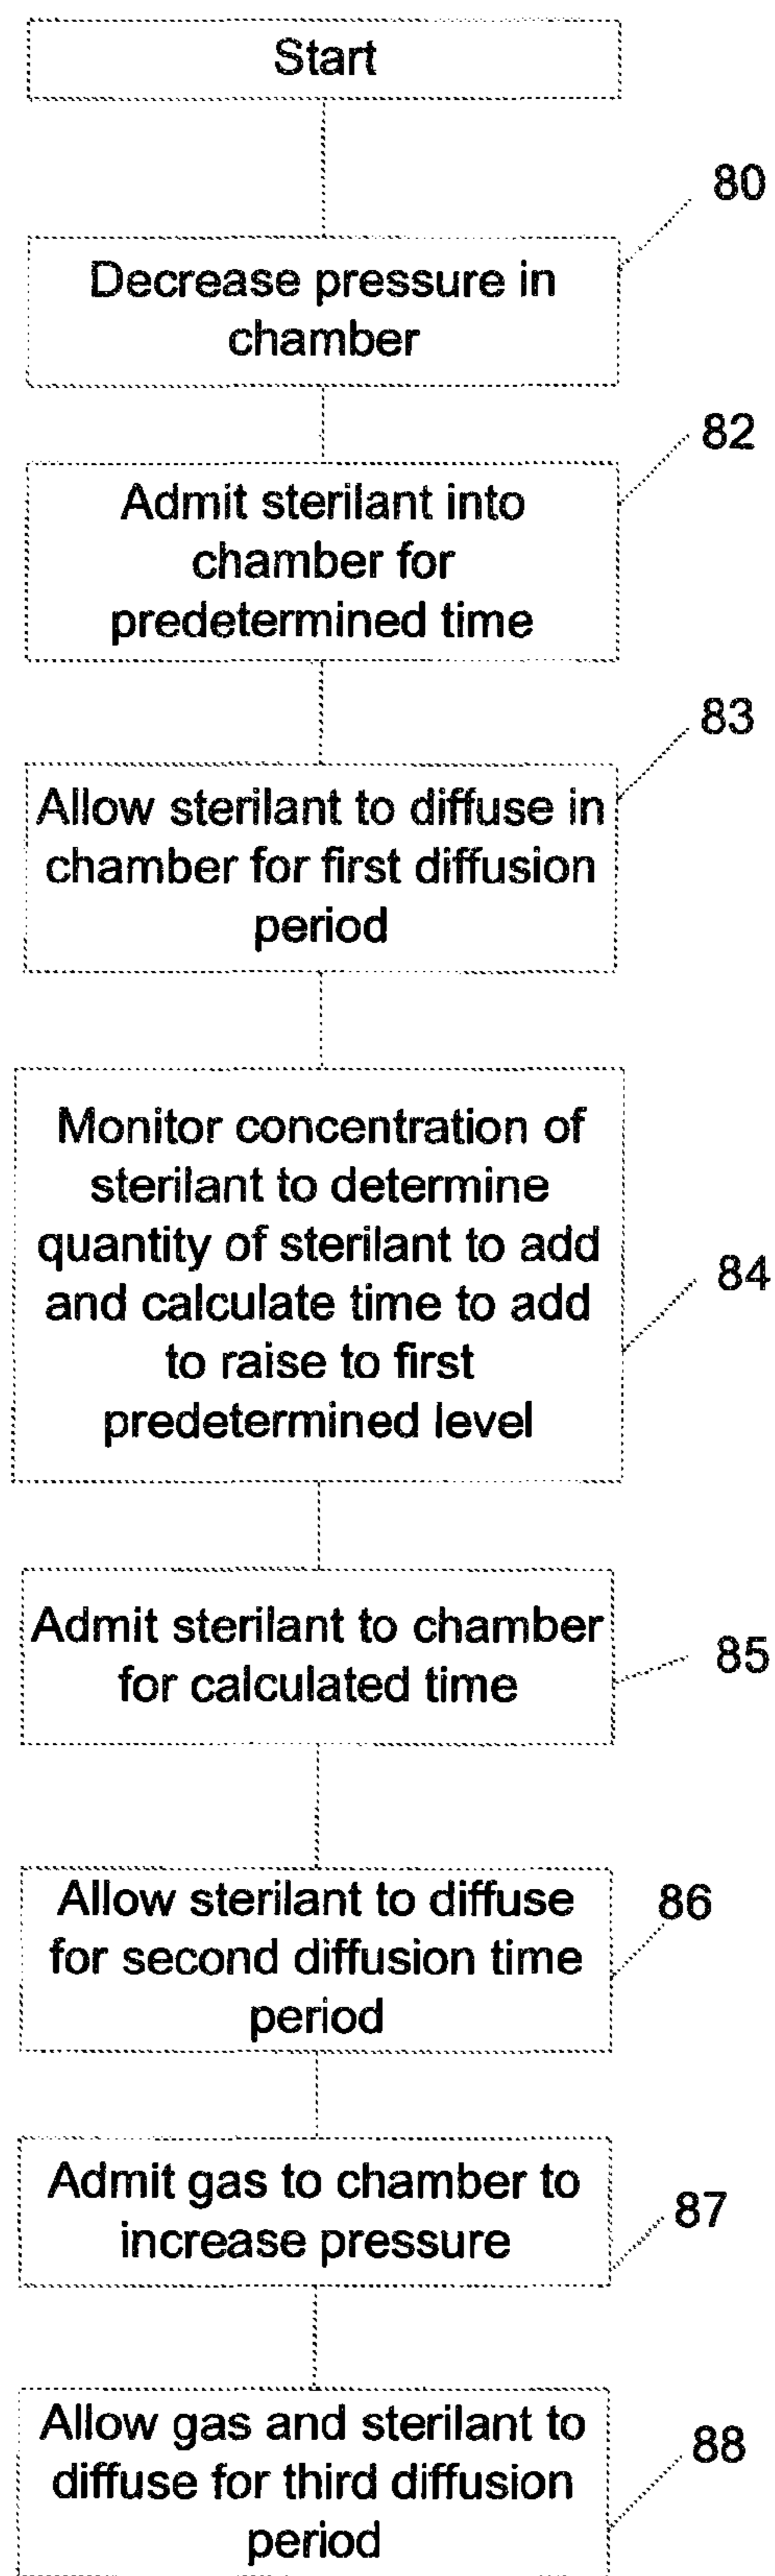 Start
80
Decrease pressure in
chamber
82
Admit sterilant into
chamber for
predetermined time
83
Allow sterilant to diffuse in
chamber for first diffusion
period
Monitor concentration of
sterilant to determine
quantity of sterilant to add
and calculate time to add
to raise to first
predetermined level
84
Admit sterilant to chamber
for calculated time
85
Allow sterilant to diffuse
for second diffusion time
period
86
Admit gas to chamber to
increase pressure
87
Allow gas and sterilant to
diffuse for third diffusion
period
88